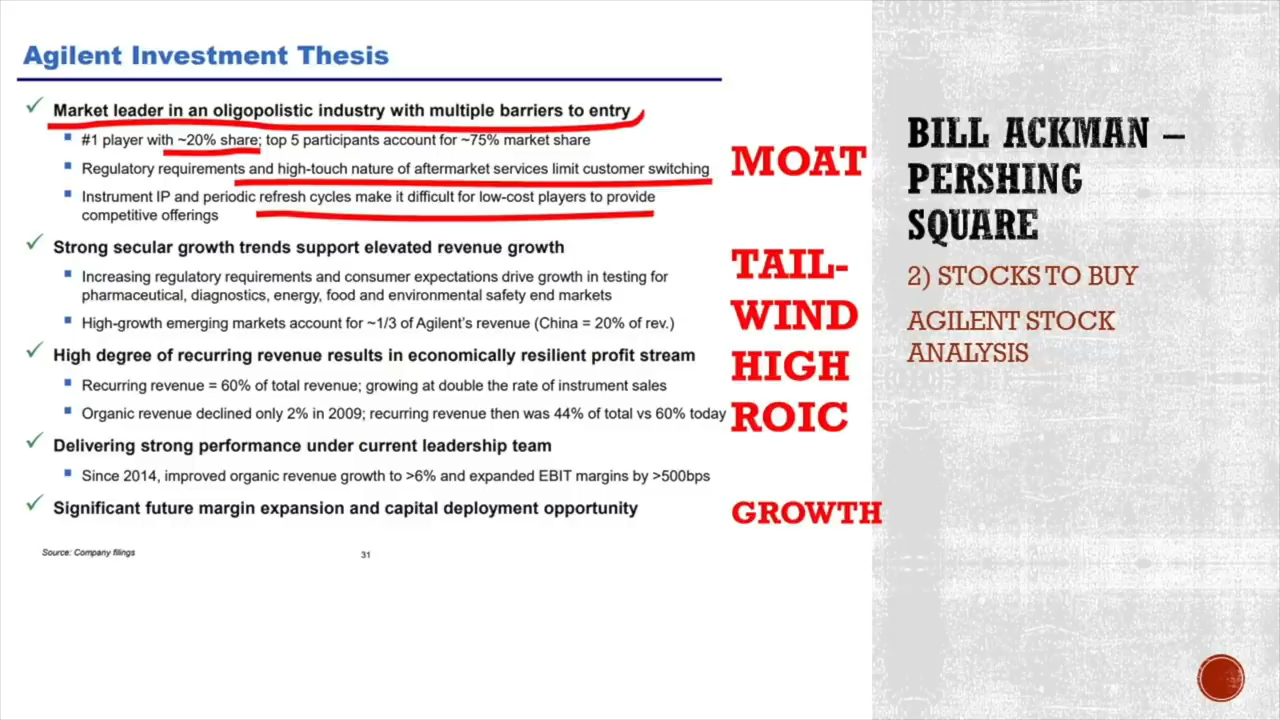 Agilent Investment Thesis
Market leader in an oligopolistic industry with multiple barriers to entry
#1 player with ~20% share; top 5 participants account for ~75% market share
Regulatory requirements and high-touch nature of aftermarket services limit customer switching
Instrument IP and periodic refresh cycles make it difficult for low-cost players to provide
competitive offerings
Strong secular growth trends support elevated revenue growth
Increasing regulatory requirements and consumer expectations drive growth in testing for
pharmaceutical, diagnostics, energy, food and environmental safety end markets
High-growth emerging markets account for ~1/3 of Agilent's revenue (China = 20% of rev.)
High degree of recurring revenue results in economically resilient profit stream
Recurring revenue = 60% of total revenue; growing at double the rate of instrument sales
Organic revenue declined only 2% in 2009; recurring revenue then was 44% of total vs 60% today
Delivering strong performance under current leadership team
Since 2014, improved organic revenue growth to >6% and expanded EBIT margins by >500bps
Significant future margin expansion and capital deployment opportunity
Source: Company filings
31
MOAT
TAIL-
WIND
HIGH
ROIC
GROWTH
BILL ACKMAN –
PERSHING
SQUARE
2) STOCKS TO BUY
AGILENT STOCK
ANALYSIS